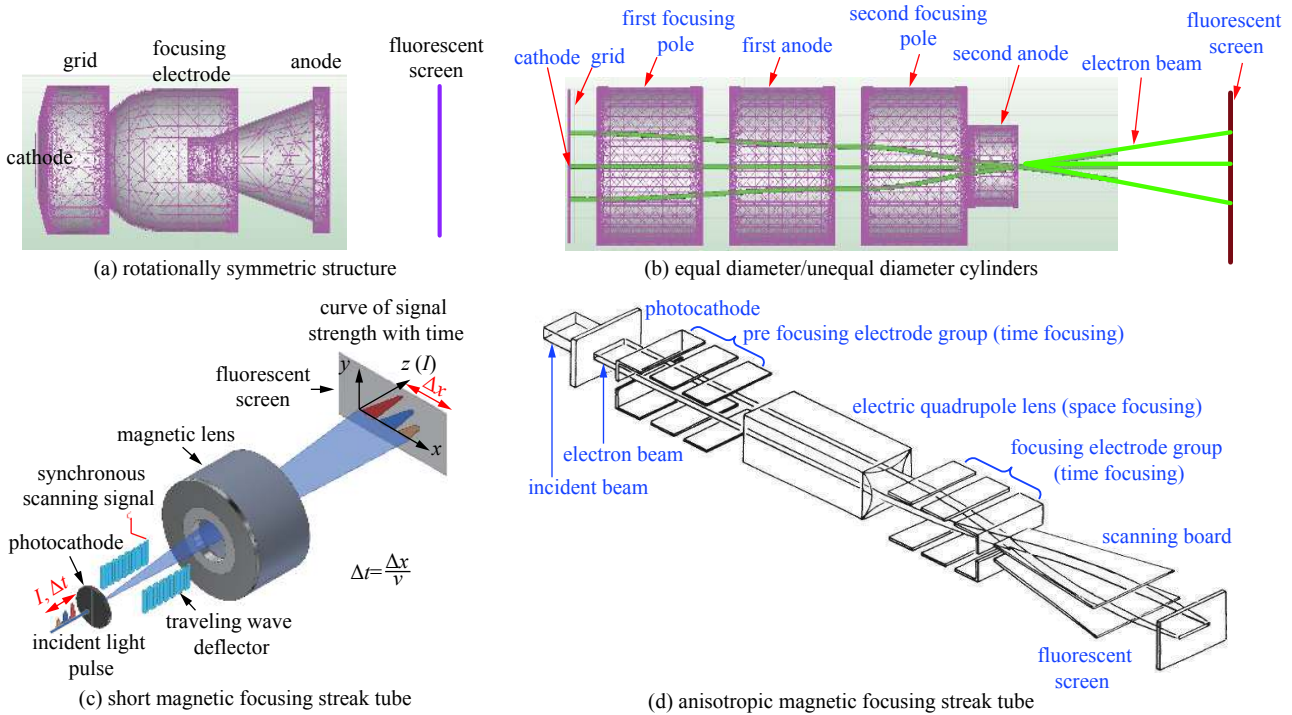 grid
focusing
electrode
anode
fluorescent
screen
cathode
(a) rotationally symmetric structure
cathode
grid
first focusing
pole
first anode
second focusing
pole
second anode
electron beam
fluorescent
screen
(b) equal diameter/unequal diameter cylinders
curve of signal
strength with time
y
z (I)
Δx
x
fluorescent
screen
magnetic lens
synchronous
scanning signal
photocathode
I, Δt
incident light
pulse
traveling wave
deflector
Δt=Δx/v
(c) short magnetic focusing streak tube
photocathode
pre focusing electrode group (time focusing)
electric quadrupole lens (space focusing)
focusing electrode group
(time focusing)
electron beam
incident beam
scanning board
fluorescent
screen
(d) anisotropic magnetic focusing streak tube